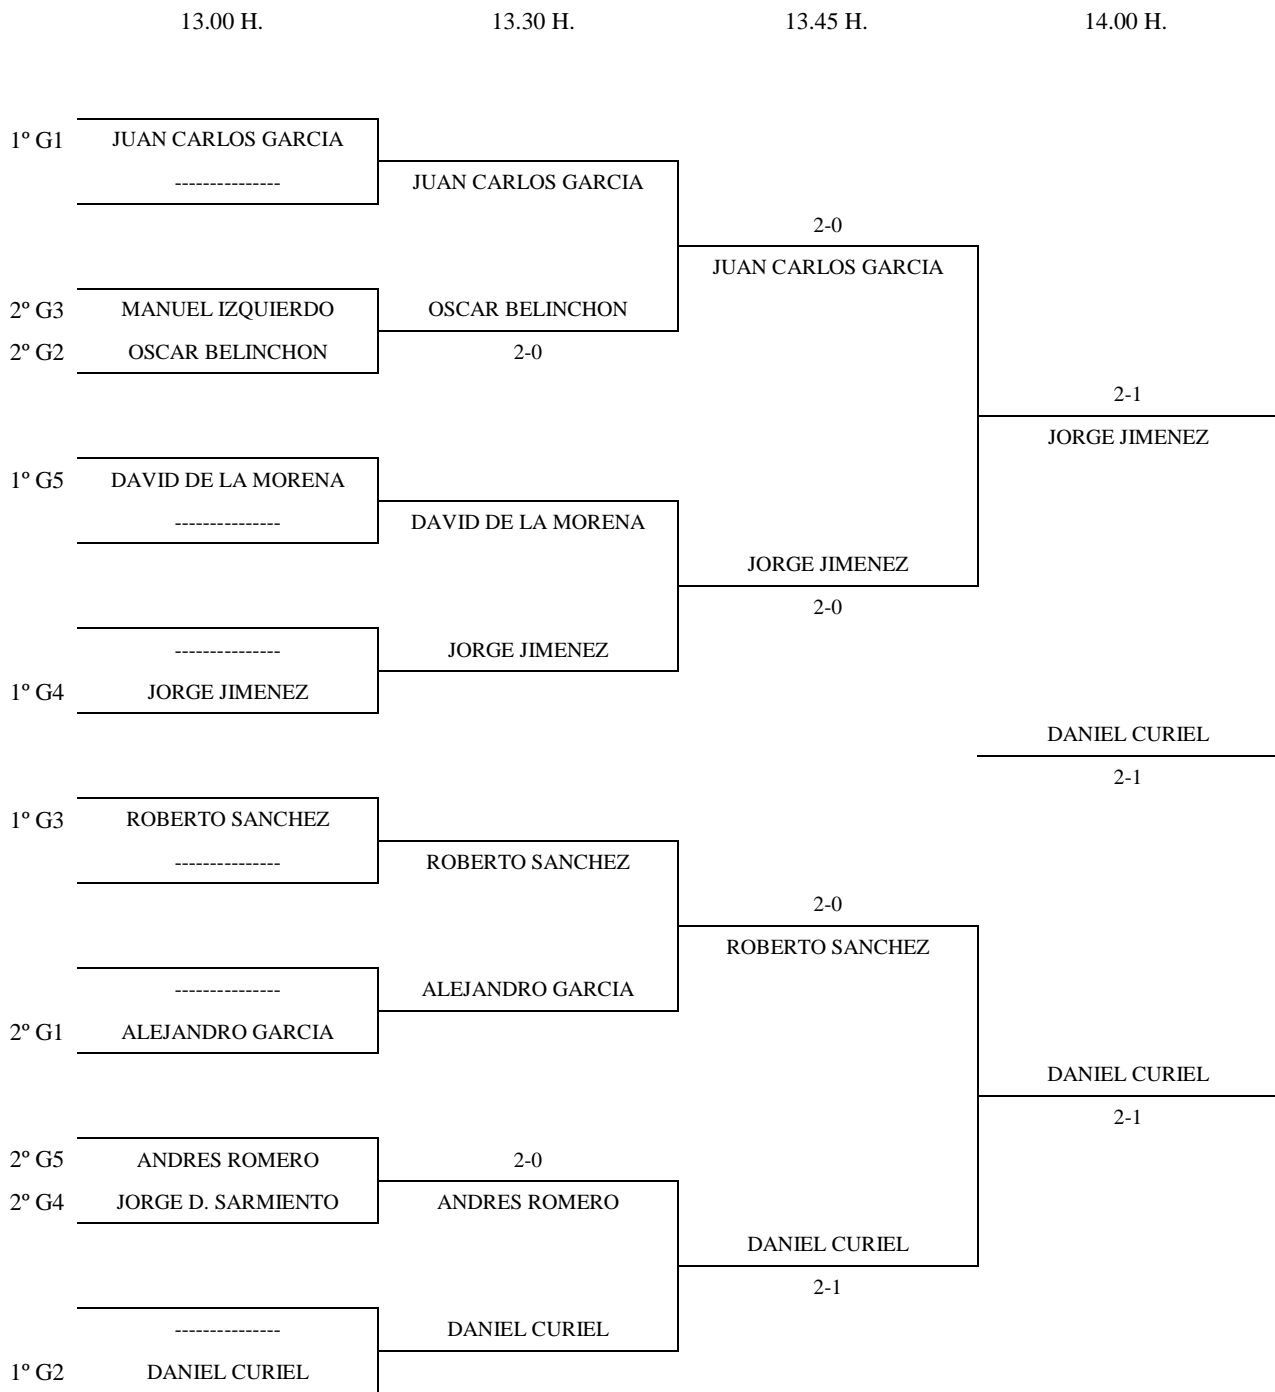 13.00 H. 13.30 H. 13.45 H. 14.00 H.
1º G1 JUAN CARLOS GARCIA
--------------- JUAN CARLOS GARCIA
2-0
JUAN CARLOS GARCIA
2º G3 MANUEL IZQUIERDO OSCAR BELINCHON
2º G2 OSCAR BELINCHON 2-0
2-1
JORGE JIMENEZ
1º G5 DAVID DE LA MORENA
--------------- DAVID DE LA MORENA
JORGE JIMENEZ
2-0
--------------- JORGE JIMENEZ
1º G4 JORGE JIMENEZ
DANIEL CURIEL
2-1
1º G3 ROBERTO SANCHEZ
--------------- ROBERTO SANCHEZ
2-0
ROBERTO SANCHEZ
--------------- ALEJANDRO GARCIA
2º G1 ALEJANDRO GARCIA
DANIEL CURIEL
2-1
2º G5 ANDRES ROMERO 2-0
2º G4 JORGE D. SARMIENTO ANDRES ROMERO
DANIEL CURIEL
2-1
--------------- DANIEL CURIEL
1º G2 DANIEL CURIEL